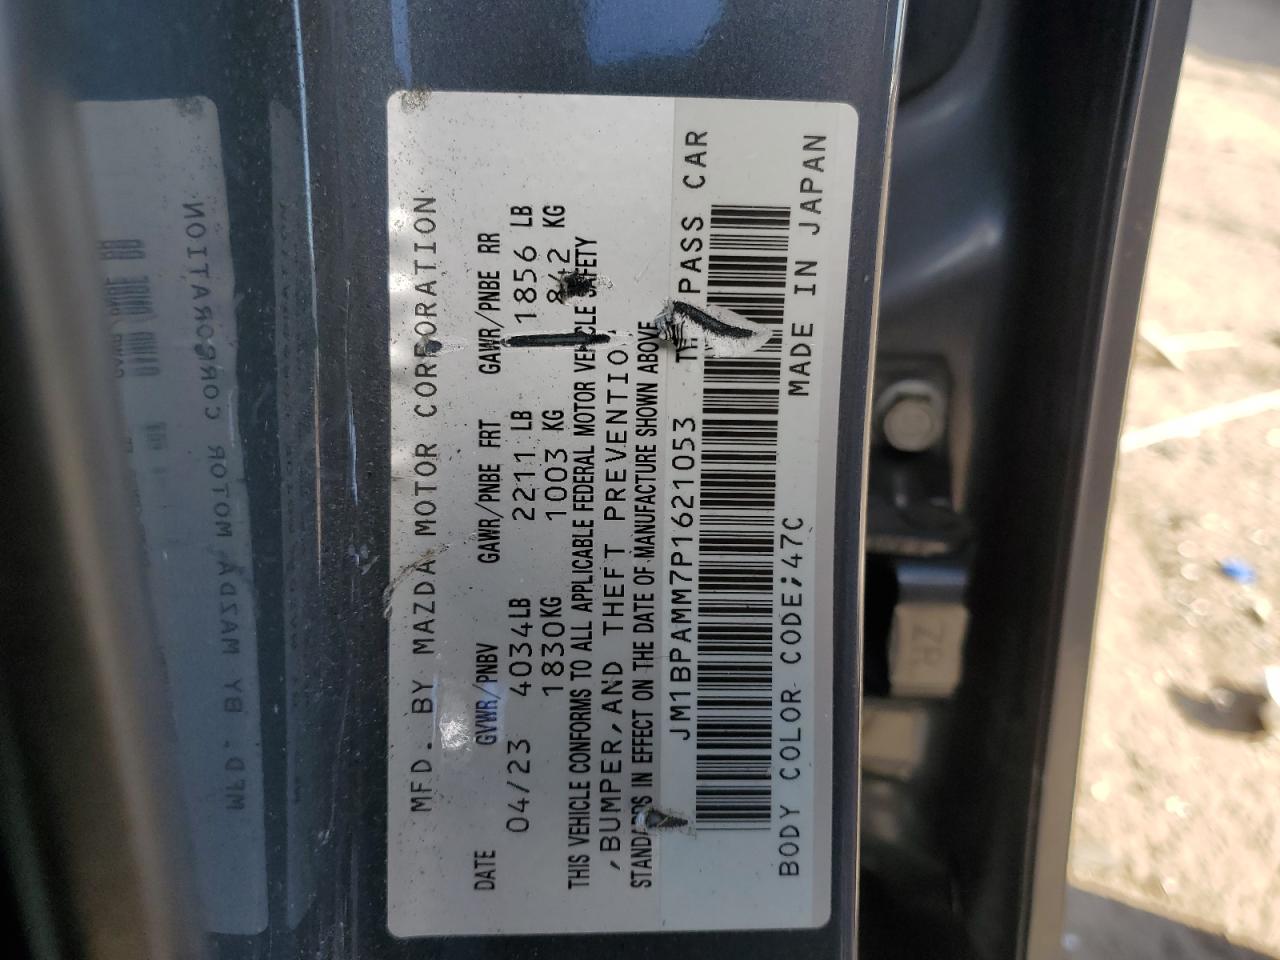 MFD. BY MAZDA MOTOR CORPORATION
DATE GVWR/PNBV GAWR/PNBE FRT GAWR/PNBE RR
04/23 4034LB 2211 LB 1856 LB
1830KG 1003 KG 842 KG
THIS VEHICLE CONFORMS TO ALL APPLICABLE FEDERAL MOTOR VEHICLE SAFETY
,BUMPER,AND THEFT PREVENTIO
STANDARDS IN EFFECT ON THE DATE OF MANUFACTURE SHOWN ABOVE
JM1BPAMM7P1621053 PASS CAR
BODY COLOR CODE;47C MADE IN JAPAN